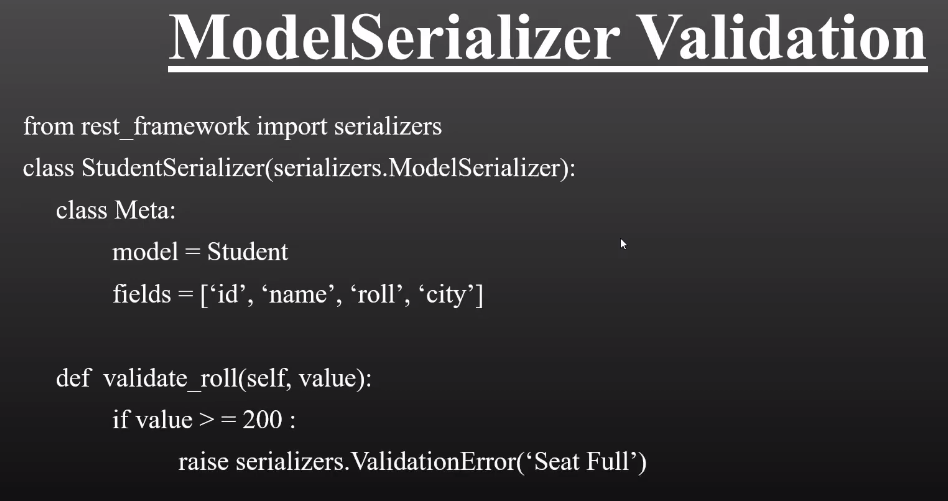 ModelSerializer Validation
from rest_framework import serializers
class StudentSerializer(serializers.ModelSerializer):
class Meta:
model = Student
fields = [‘id’, ‘name’, ‘roll’, ‘city’]
def validate_roll(self, value):
if value > = 200 :
raise serializers.ValidationError(‘Seat Full’)